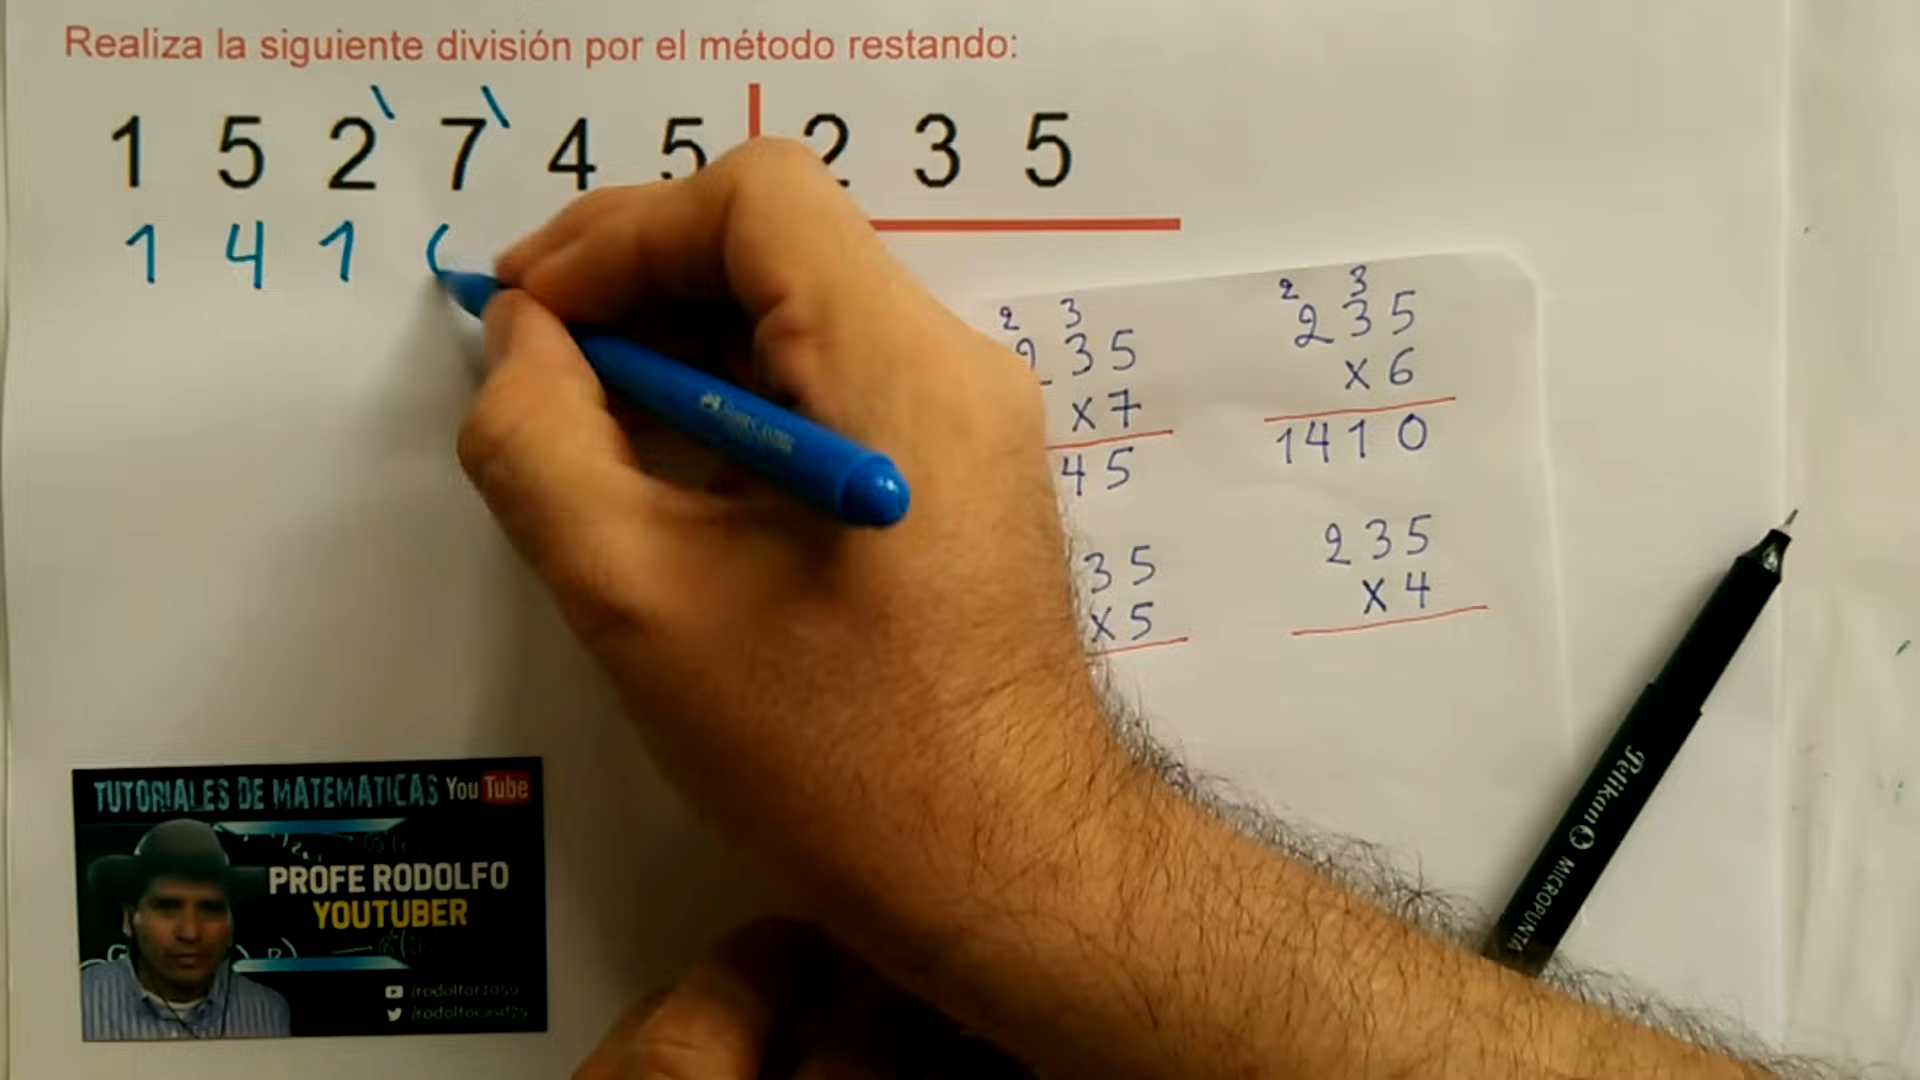 Realiza la siguiente división por el método restando:
1 5 2 7 4 5 2 3 5
1 4 1
2 3
2 3 5
x 7
4 5
2 3
2 3 5
x 6
1 4 1 0
3 5
x 5
2 3 5
x 4
TUTORIALES DE MATEMATICAS YouTube
PROFE RODOLFO
YOUTUBER
Pelikan MICROPUNTA